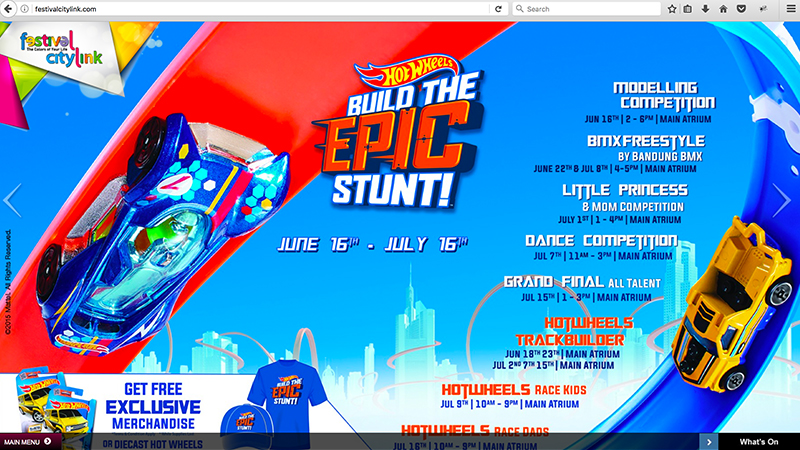 festivalcitylink.com
Search
festival
The Colors of Your Life
citylink
HOT WHEELS
BUILD THE
EPIC
STUNT!
JUNE 16TH - JULY 16TH
MODELLING
COMPETITION
JUN 16TH | 2 - 6PM | MAIN ATRIUM
BMXFREESTYLE
BY BANDUNG BMX
JUNE 22TH & JUL 8TH | 4-5PM | MAIN ATRIUM
LITTLE PRINCESS
& MOM COMPETITION
JULY 1ST | 1 - 4PM | MAIN ATRIUM
DANCE COMPETITION
JUL 7TH | 11AM - 3PM | MAIN ATRIUM
GRAND FINAL ALL TALENT
JUL 15TH | 1 - 3PM | MAIN ATRIUM
HOTWHEELS
TRACKBUILDER
JUN 18TH 23TH | MAIN ATRIUM
JUL 2ND 7TH 15TH | MAIN ATRIUM
HOTWHEELS RACE KIDS
JUL 9TH | 10AM - 9PM | MAIN ATRIUM
HOTWHEELS RACE DADS
JUL 16TH | 10AM - 9PM | MAIN ATRIUM
©2015 Mattel. All Rights Reserved.
GET FREE
EXCLUSIVE
MERCHANDISE
OR DIECAST HOT WHEELS
BUILD THE
EPIC
STUNT!
MAIN MENU
What's On